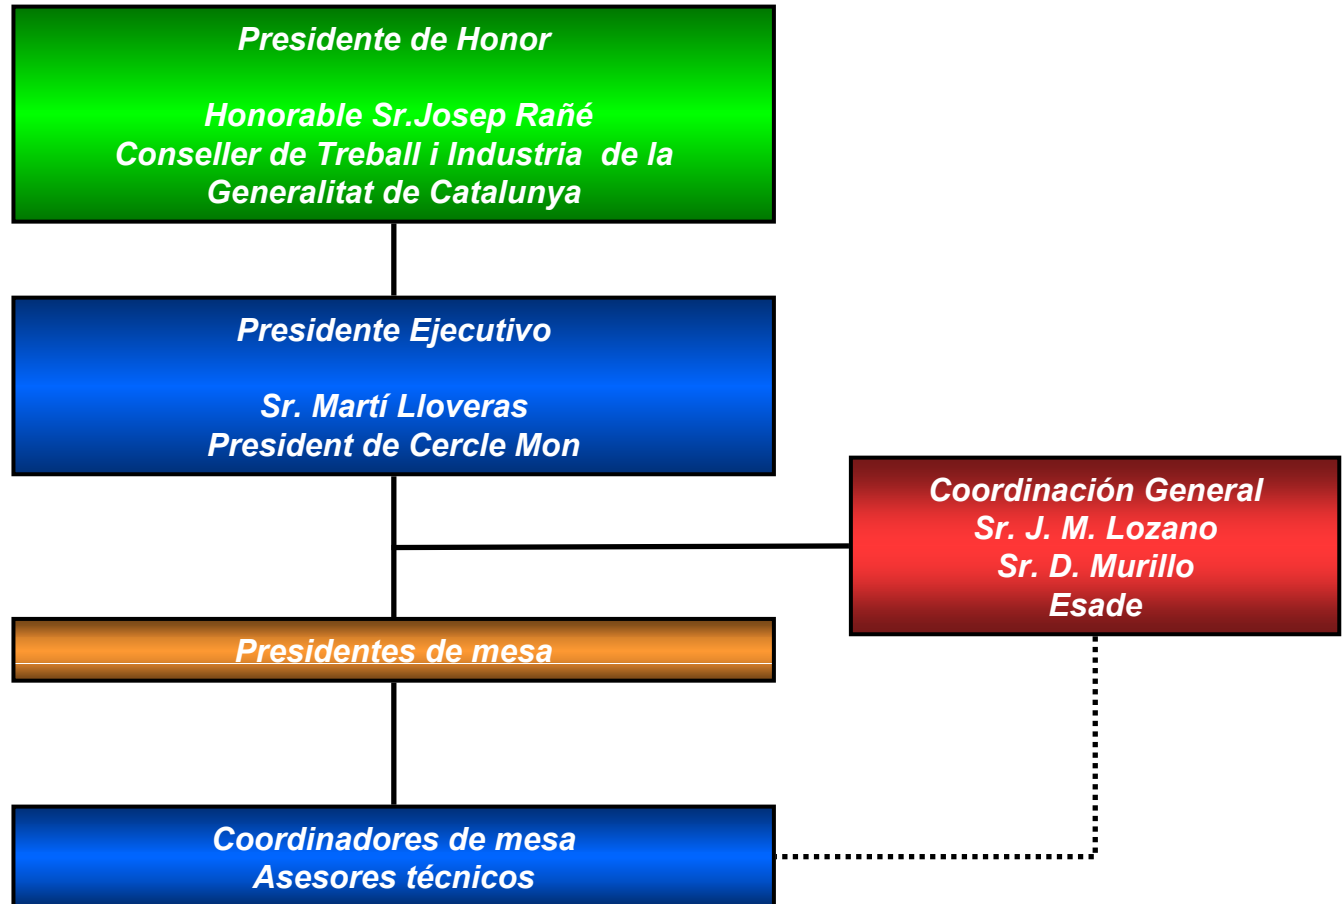 Presidente de Honor
Honorable Sr.Josep Rañé
Conseller de Treball i Industria de la
Generalitat de Catalunya
Presidente Ejecutivo
Sr. Martí Lloveras
President de Cercle Mon
Coordinación General
Sr. J. M. Lozano
Sr. D. Murillo
Esade
Presidentes de mesa
Coordinadores de mesa
Asesores técnicos